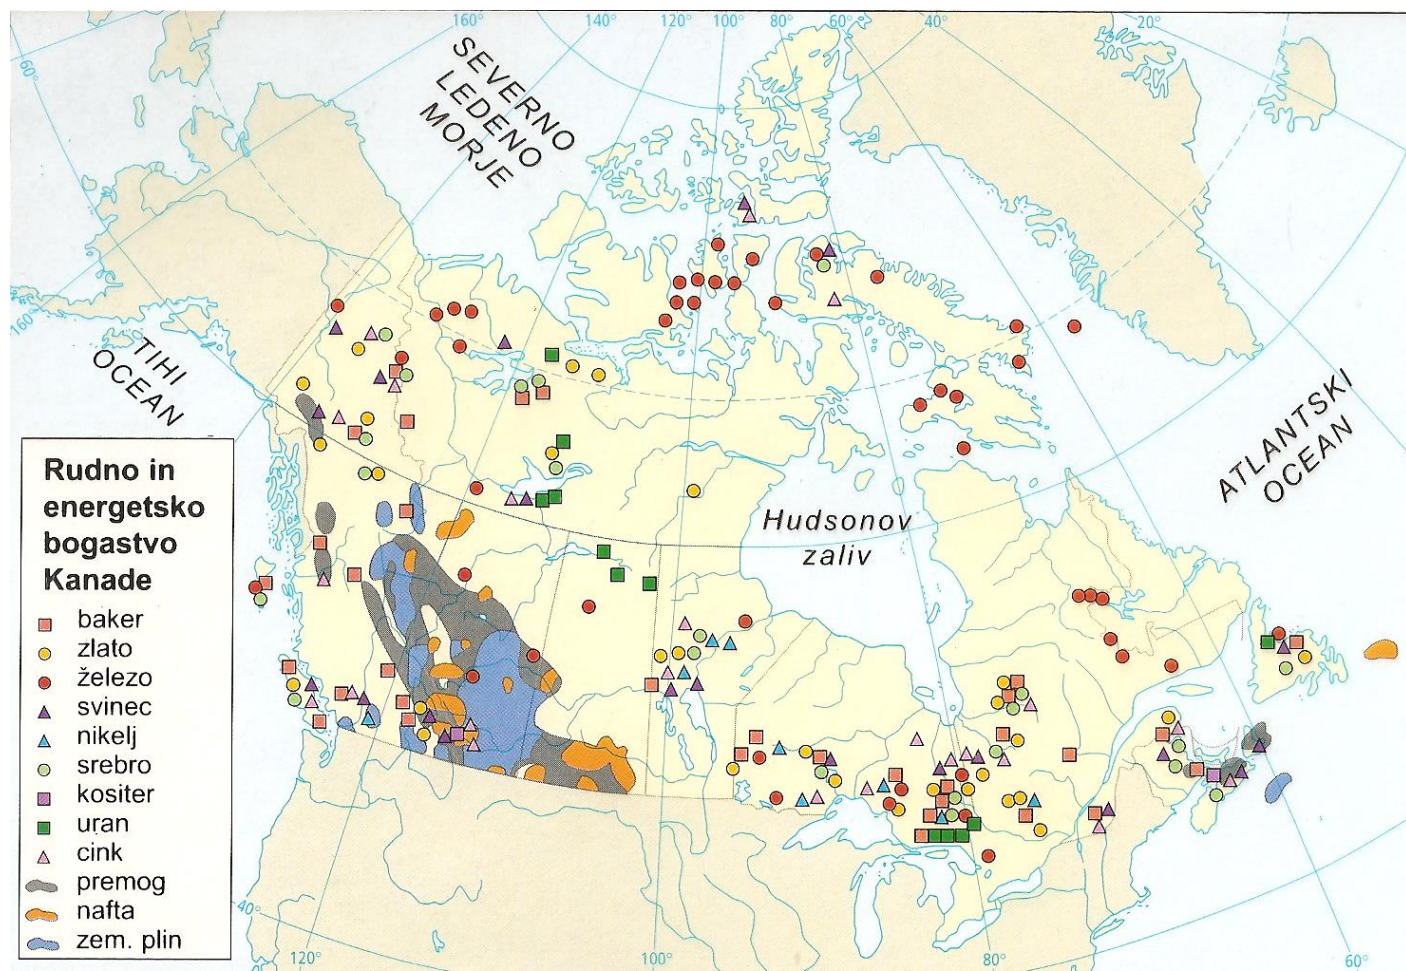 160°
140°
120°
100°
80°
60°
40°
20°
60°
SEVERNO
LEDENO
MORJE
160°
TIHI
OCEAN
ATLANTSKI
OCEAN
Hudsonov
zaliv
Rudno in
energetsko
bogastvo
Kanade
baker
zlato
železo
svinec
nikelj
srebro
kositer
uran
cink
premog
nafta
zem. plin
40°
120°
100°
80°
60°